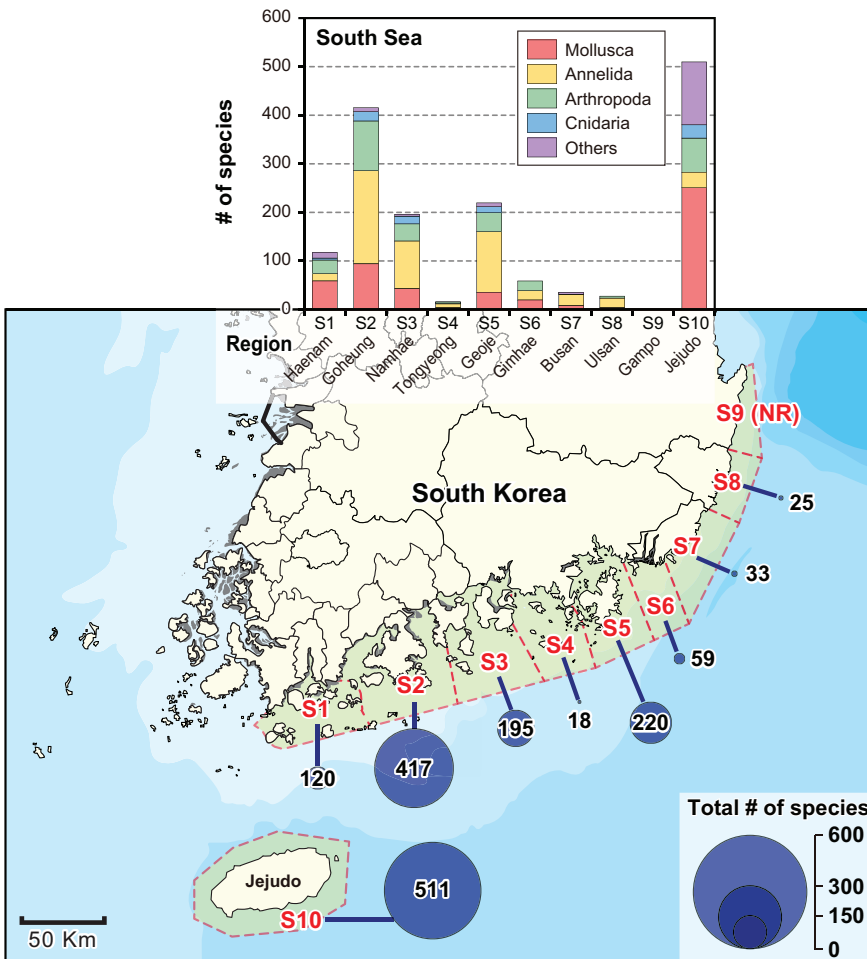 600
500
400
300
200
100
0
# of species
South Sea
Mollusca
Annelida
Arthropoda
Cnidaria
Others
Region
S1 S2 S3 S4 S5 S6 S7 S8 S9 S10
Haenam Goheung Namhae Tongyeong Geoje Gimhae Busan Ulsan Gampo Jejudo
S9 (NR)
South Korea
S8
25
S7
33
S6
59
S5
220
S4
18
S3
195
S2
417
S1
120
Jejudo
S10
511
50 Km
Total # of species
600
300
150
0